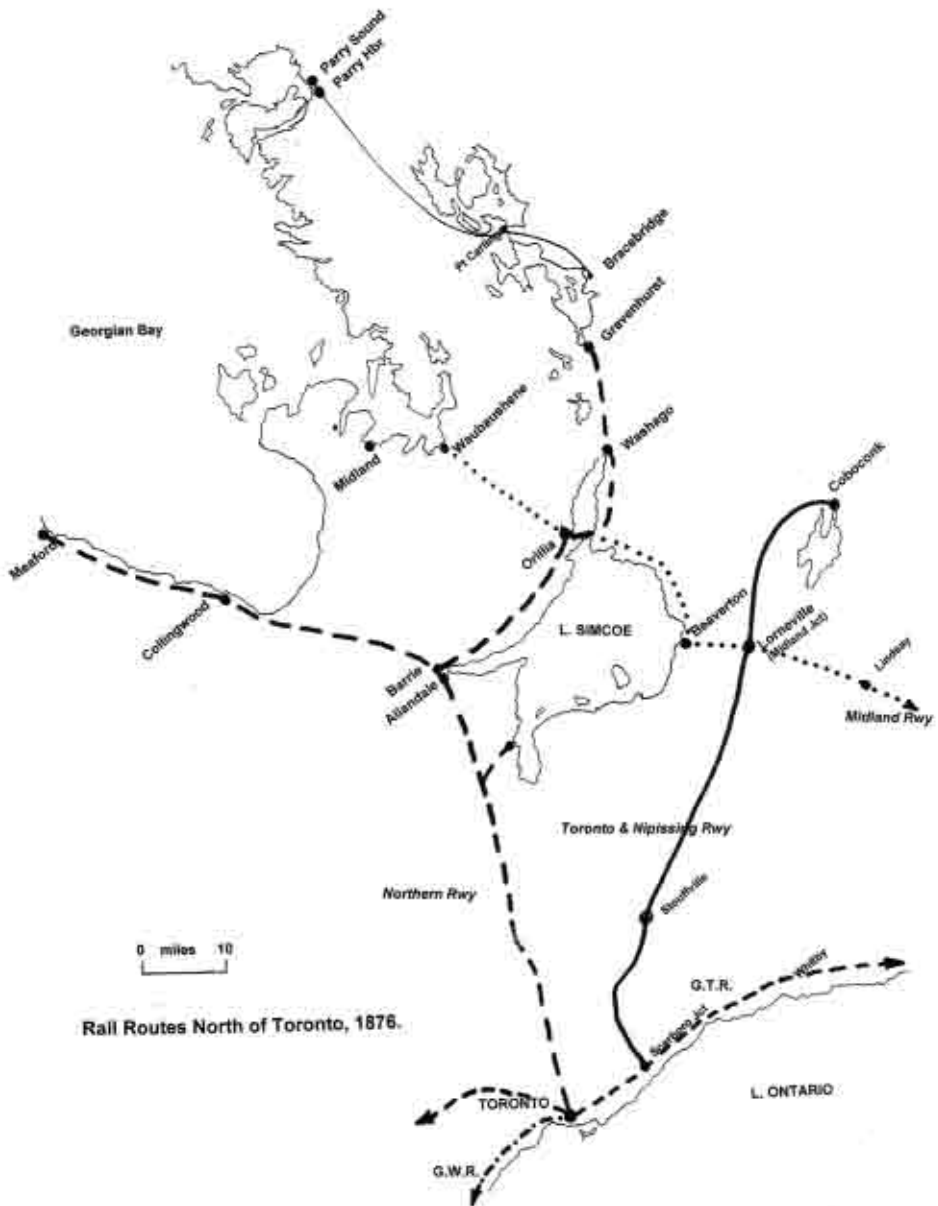 Parry Sound
Parry Hbr
Pt Carling
Bracebridge
Georgian Bay
Gravenhurst
Waubaushene
Washago
Midland
Coboconk
Meaford
Orillia
Collingwood
L. SIMCOE
Beaverton
Lorneville
(Midland Jct)
Lindsay
Barrie
Allandale
Midland Rwy
Toronto & Nipissing Rwy
Northern Rwy
Stouffville
0 miles 10
Whitby
G.T.R.
Rail Routes North of Toronto, 1876.
Scarboro Jct
L. ONTARIO
TORONTO
G.W.R.